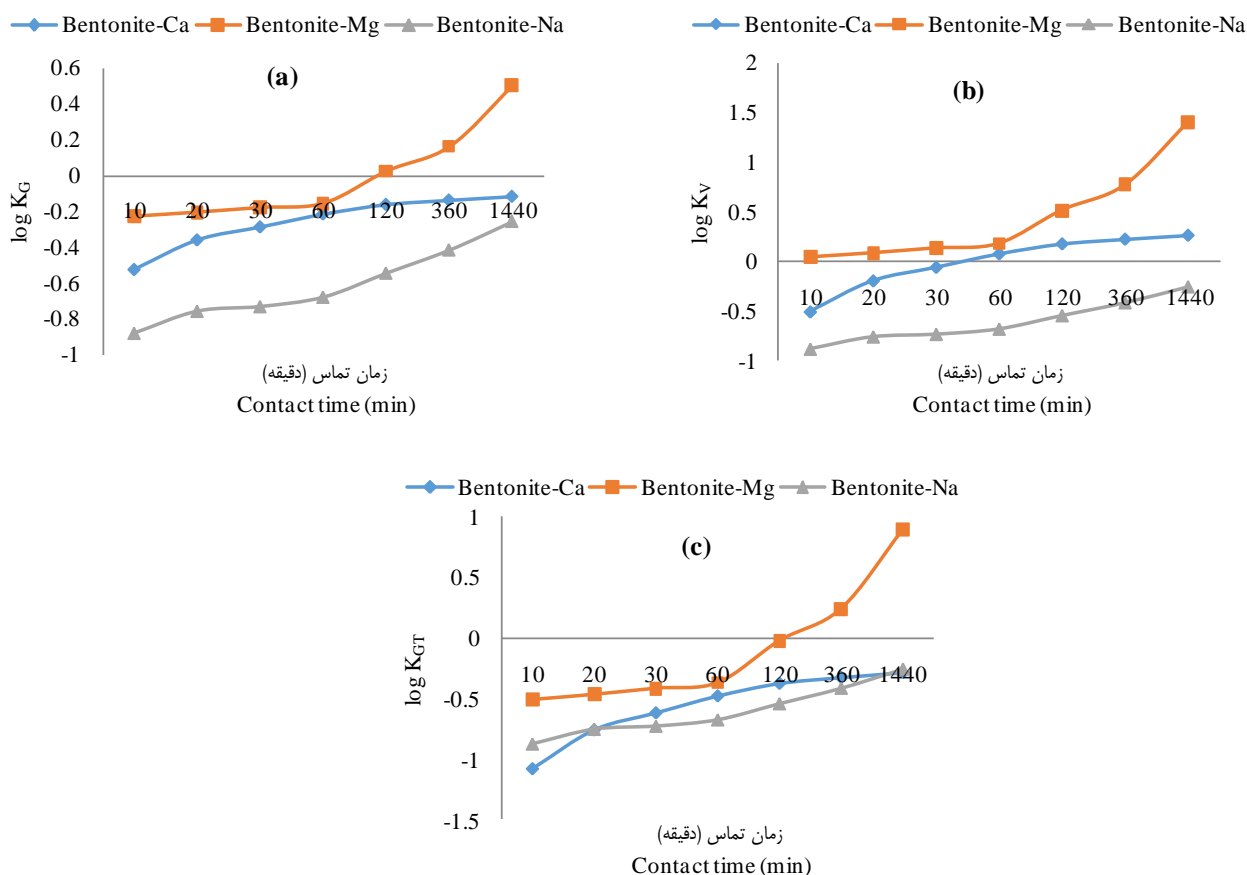 Bentonite-Ca Bentonite-Mg Bentonite-Na
(a)
0.6
0.4
0.2
0
-0.2
-0.4
-0.6
-0.8
-1
log KG
10 20 30 60 120 360 1440
زمان تماس (دقیقه)
Contact time (min)
Bentonite-Ca Bentonite-Mg Bentonite-Na
(b)
2
1.5
1
0.5
0
-0.5
-1
log KV
10 20 30 60 120 360 1440
زمان تماس (دقیقه)
Contact time (min)
Bentonite-Ca Bentonite-Mg Bentonite-Na
(c)
1
0.5
0
-0.5
-1
-1.5
log KGT
10 20 30 60 120 360 1440
زمان تماس (دقیقه)
Contact time (min)